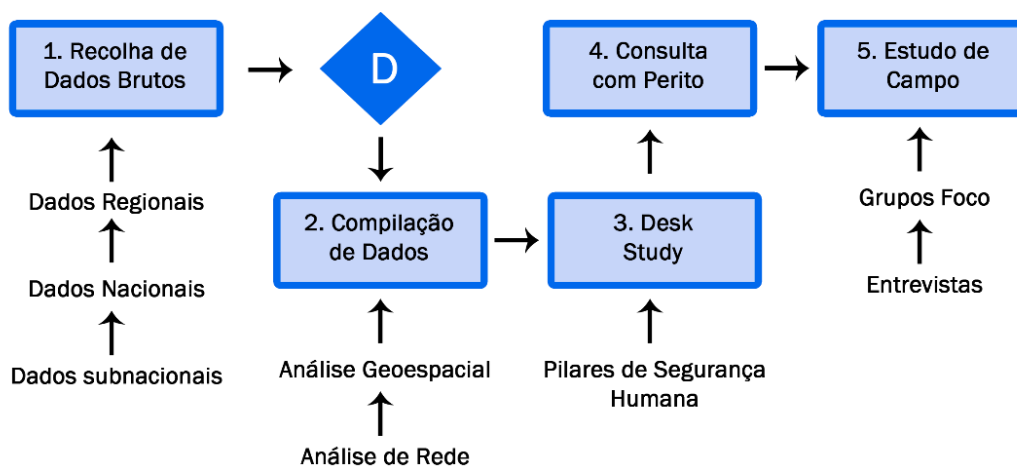 1. Recolha de
Dados Brutos
D
4. Consulta
com Perito
5. Estudo de
Campo
Dados Regionais
2. Compilação
de Dados
3. Desk
Study
Grupos Foco
Dados Nacionais
Entrevistas
Dados subnacionais
Análise Geoespacial
Pilares de Segurança
Humana
Análise de Rede